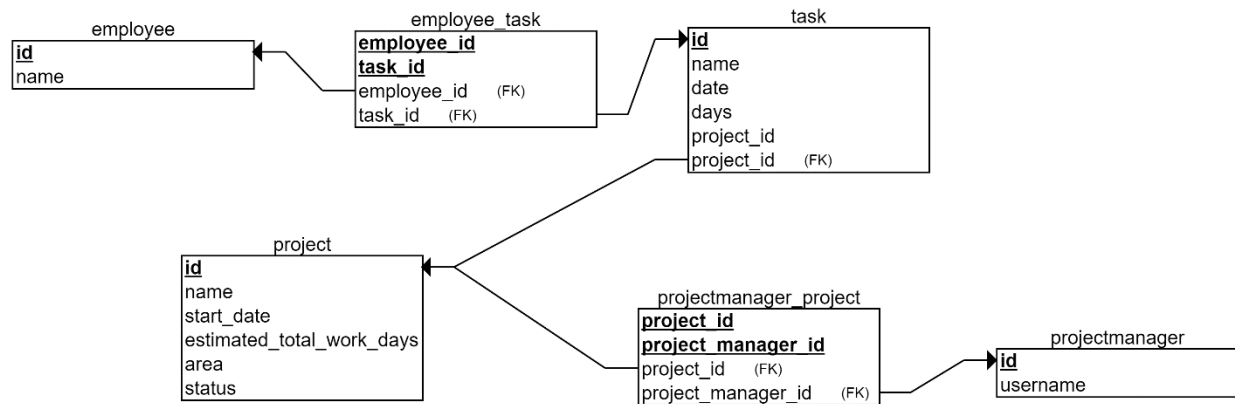 employee
id
name
employee_task
employee_id
task_id
employee_id (FK)
task_id (FK)
task
id
name
date
days
project_id
project_id (FK)
project
id
name
start_date
estimated_total_work_days
area
status
projectmanager_project
project_id
project_manager_id
project_id (FK)
project_manager_id (FK)
projectmanager
id
username